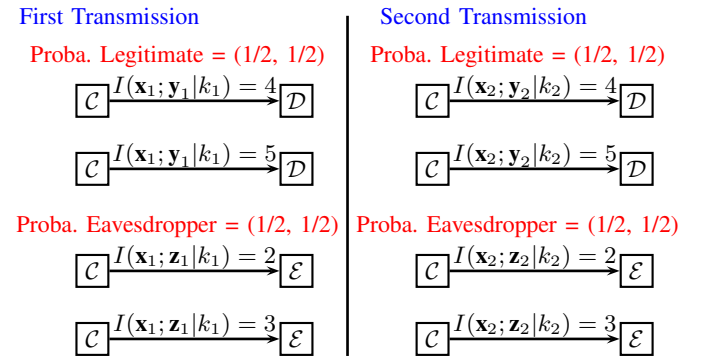 First Transmission
Proba. Legitimate = (1/2, 1/2)
C I(x₁; y₁|k₁) = 4 D
C I(x₁; y₁|k₁) = 5 D
Proba. Eavesdropper = (1/2, 1/2)
C I(x₁; z₁|k₁) = 2 E
C I(x₁; z₁|k₁) = 3 E
Second Transmission
Proba. Legitimate = (1/2, 1/2)
C I(x₂; y₂|k₂) = 4 D
C I(x₂; y₂|k₂) = 5 D
Proba. Eavesdropper = (1/2, 1/2)
C I(x₂; z₂|k₂) = 2 E
C I(x₂; z₂|k₂) = 3 E